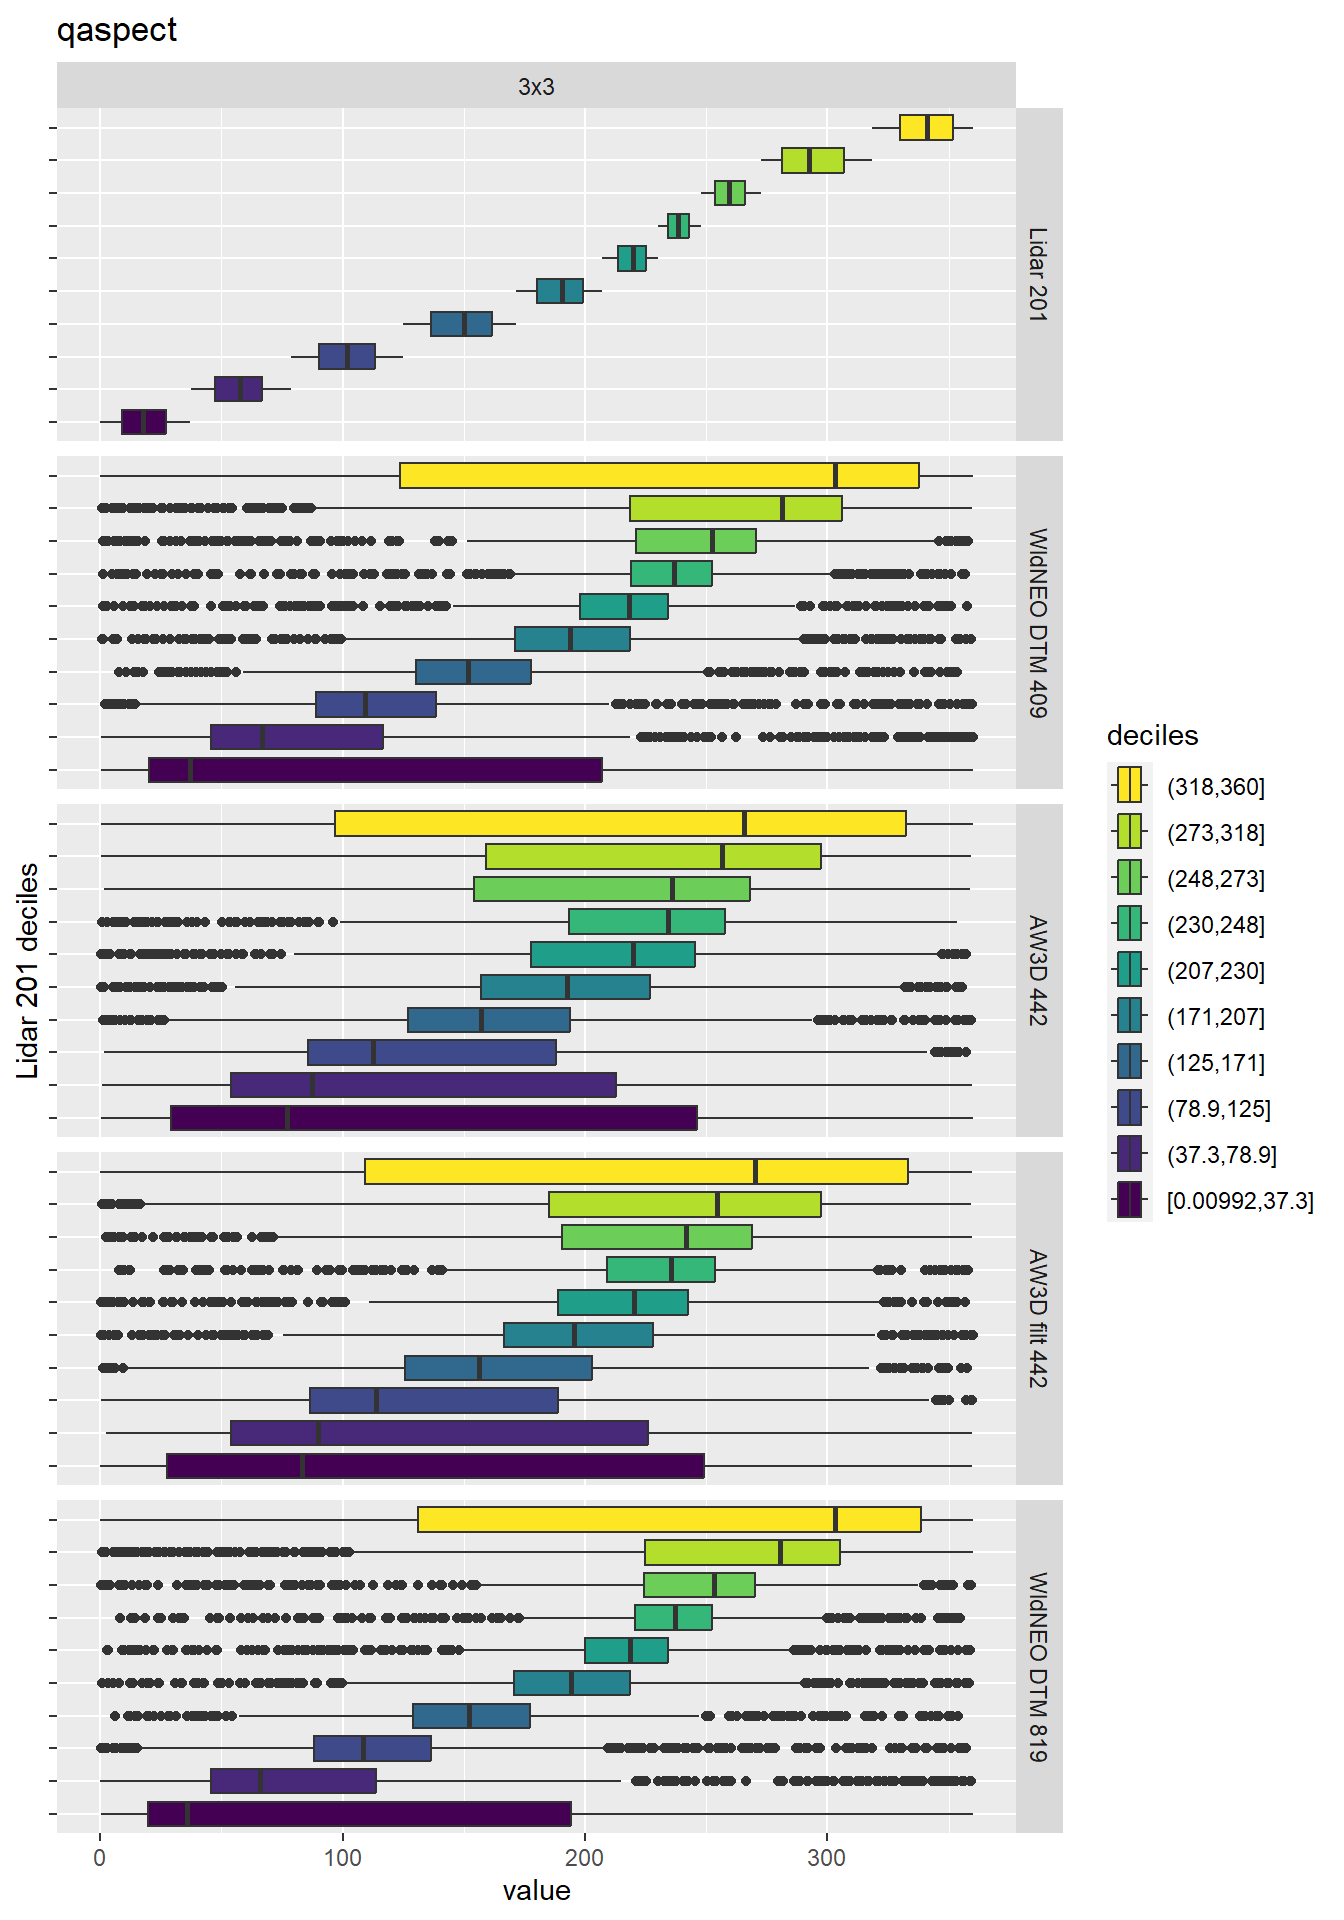 qaspect
3x3
Lidar 201
WldNEO DTM 409
AW3D 442
AW3D filt 442
WldNEO DTM 819
Lidar 201 deciles
0
100
200
300
value
deciles
(318,360]
(273,318]
(248,273]
(230,248]
(207,230]
(171,207]
(125,171]
(78.9,125]
(37.3,78.9]
[0.00992,37.3]